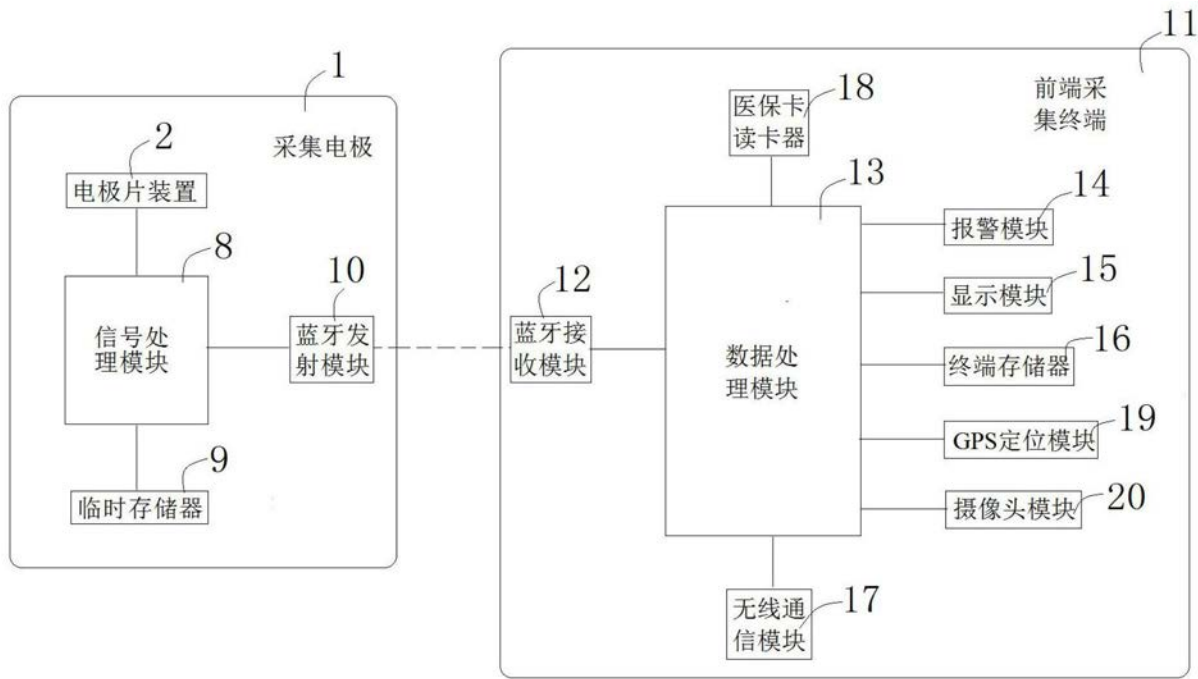 1
采集电极
2
电极片装置
8
信号处
理模块
10
蓝牙发
射模块
9
临时存储器
11
前端采
集终端
18
医保卡
读卡器
13
数据处
理模块
12
蓝牙接
收模块
14
报警模块
15
显示模块
16
终端存储器
19
GPS定位模块
20
摄像头模块
17
无线通
信模块